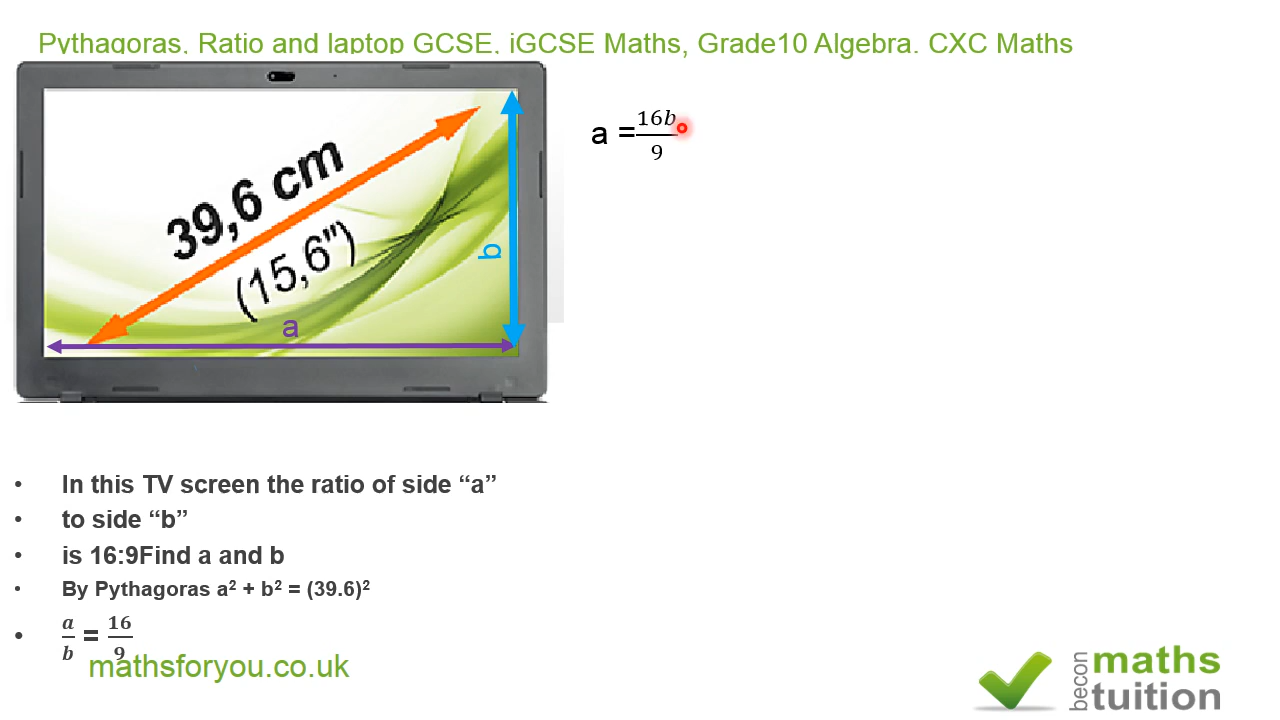 Pythagoras, Ratio and laptop GCSE, iGCSE Maths, Grade10 Algebra, CXC Maths
39,6 cm
(15,6")
a
b
a = 16b/9
• In this TV screen the ratio of side “a”
• to side “b”
• is 16:9Find a and b
• By Pythagoras a² + b² = (39.6)²
• a/b = 16/9
mathsforyou.co.uk
becon
maths
tuition